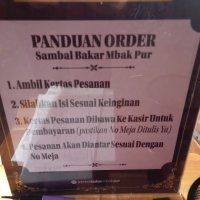 PANDUAN ORDER
Sambal Bakar Mbak Pur
1. Ambil Kertas Pesanan
2. Silahkan Isi Sesuai Keinginan
3. Kertas Pesanan Dibawa Ke Kasir Untuk
Pembayaran (pastikan No Meja Ditulis Ya)
4. Pesanan Akan Diantar Sesuai Dengan
No Meja